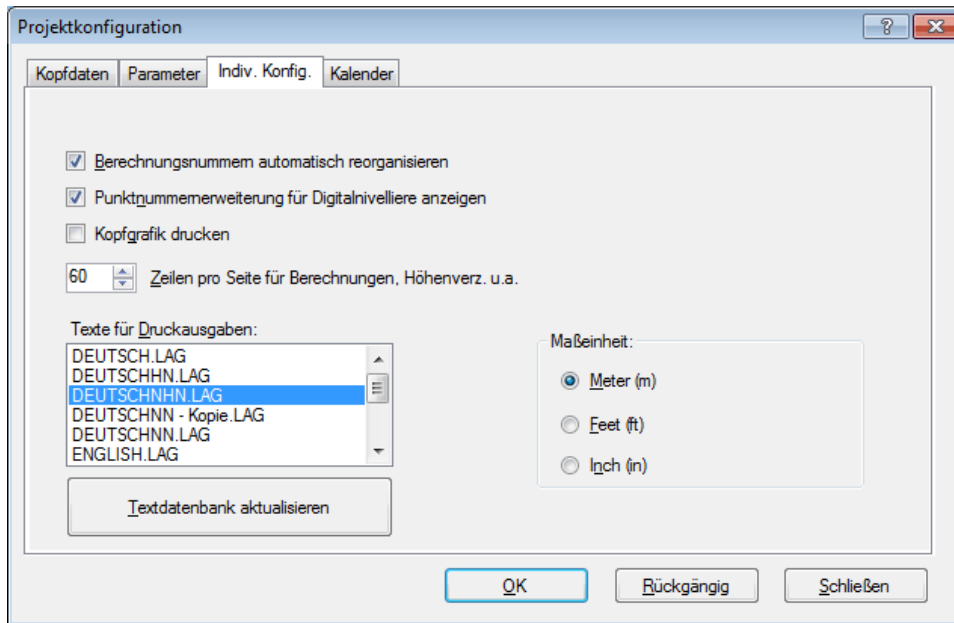 Projektkonfiguration
Kopfdaten Parameter Indiv. Konfig. Kalender
Berechnungsnummern automatisch reorganisieren
Punktnummernerweiterung für Digitalnivelliere anzeigen
Kopfgrafik drucken
60 Zeilen pro Seite für Berechnungen, Höhenverz. u.a.
Texte für Druckausgaben:
DEUTSCH.LAG
DEUTSCHHN.LAG
DEUTSCHNHN.LAG
DEUTSCHNN - Kopie.LAG
DEUTSCHNN.LAG
ENGLISH.LAG
Textdatenbank aktualisieren
Maßeinheit:
Meter (m)
Feet (ft)
Inch (in)
OK Rückgängig Schließen